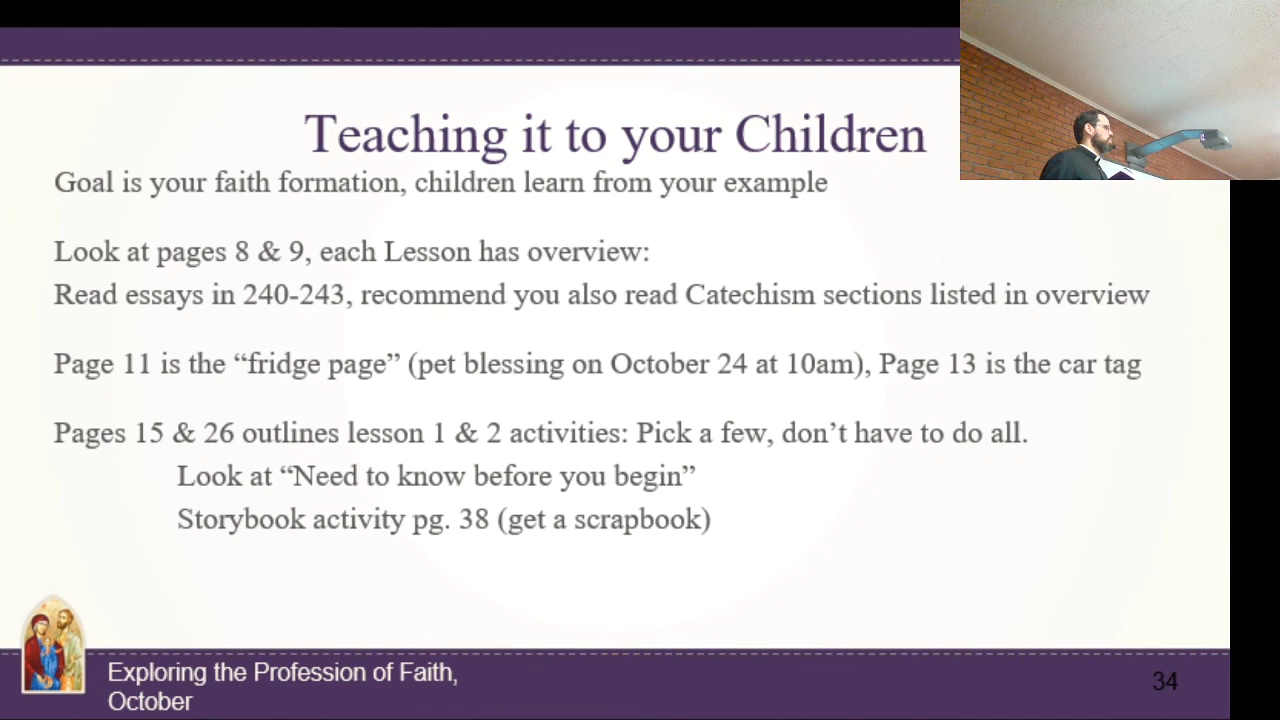 Teaching it to your Children
Goal is your faith formation, children learn from your example
Look at pages 8 & 9, each Lesson has overview:
Read essays in 240-243, recommend you also read Catechism sections listed in overview
Page 11 is the “fridge page” (pet blessing on October 24 at 10am), Page 13 is the car tag
Pages 15 & 26 outlines lesson 1 & 2 activities: Pick a few, don’t have to do all.
Look at “Need to know before you begin”
Storybook activity pg. 38 (get a scrapbook)
Exploring the Profession of Faith,
October
34